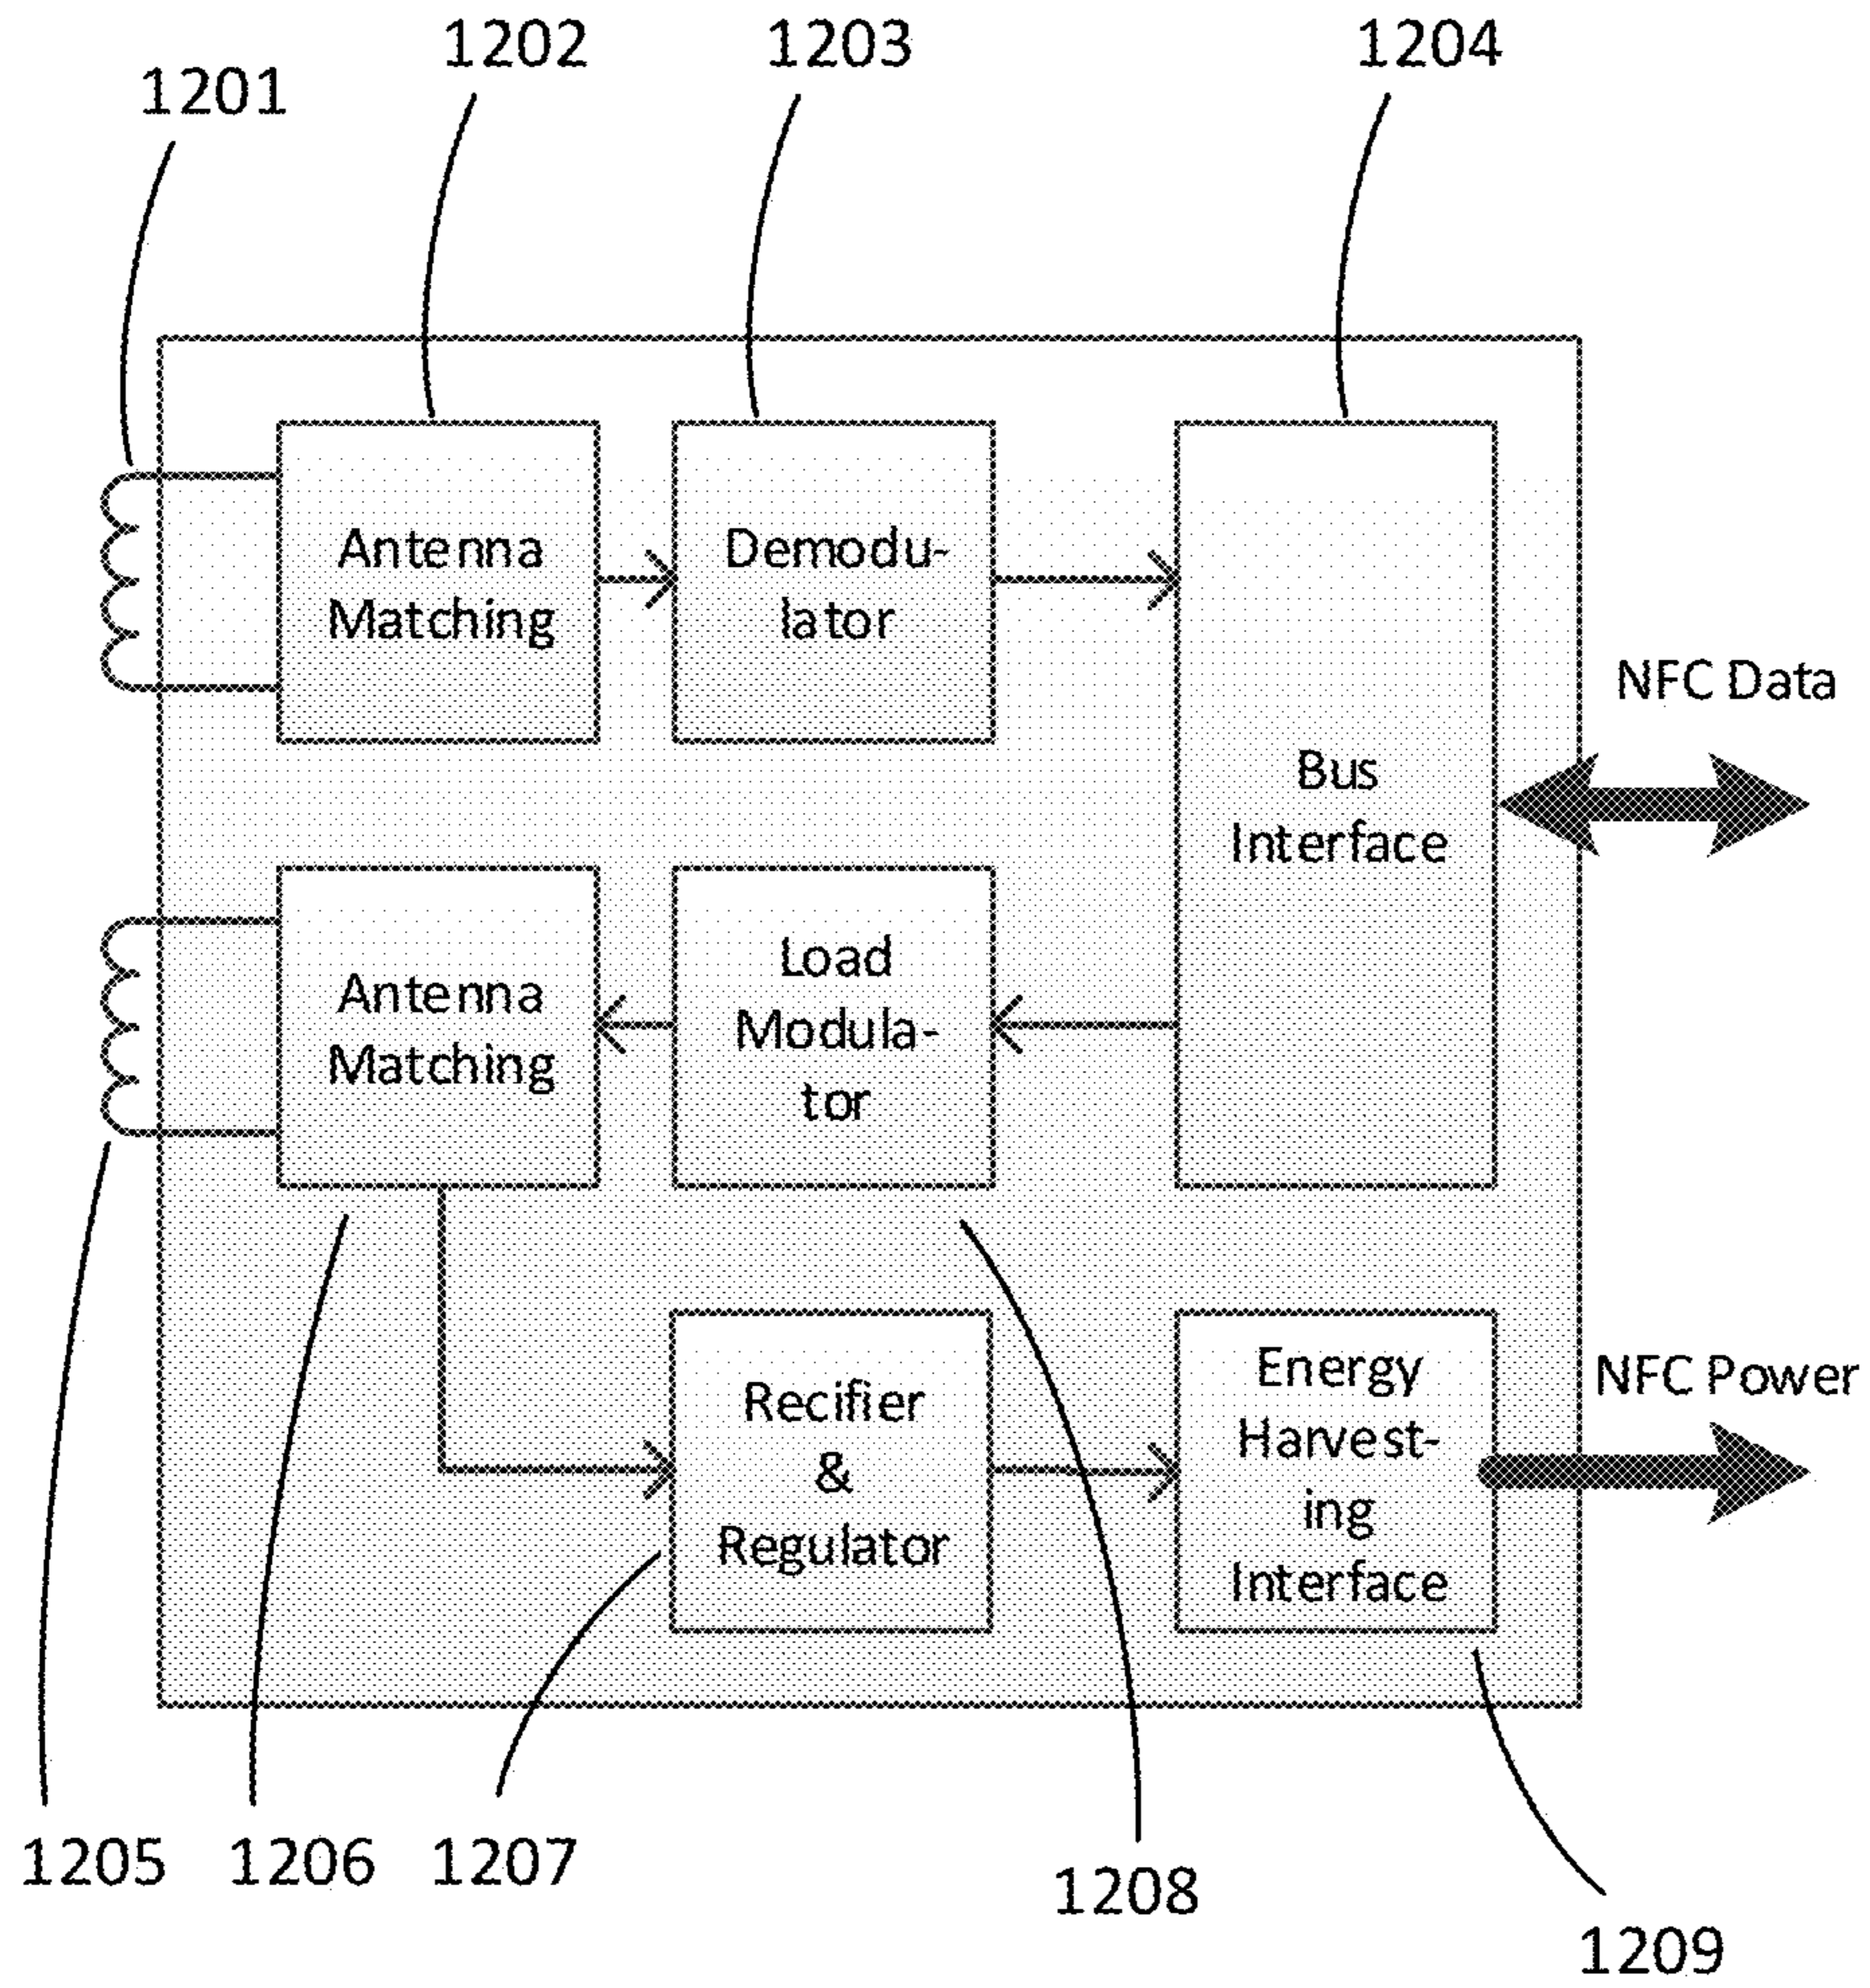 1201
1202
1203
1204
Antenna
Matching
Demodu-
lator
Bus
Interface
NFC Data
Antenna
Matching
Load
Modula-
tor
Recifier
&
Regulator
Energy
Harvest-
ing
Interface
NFC Power
1205
1206
1207
1208
1209